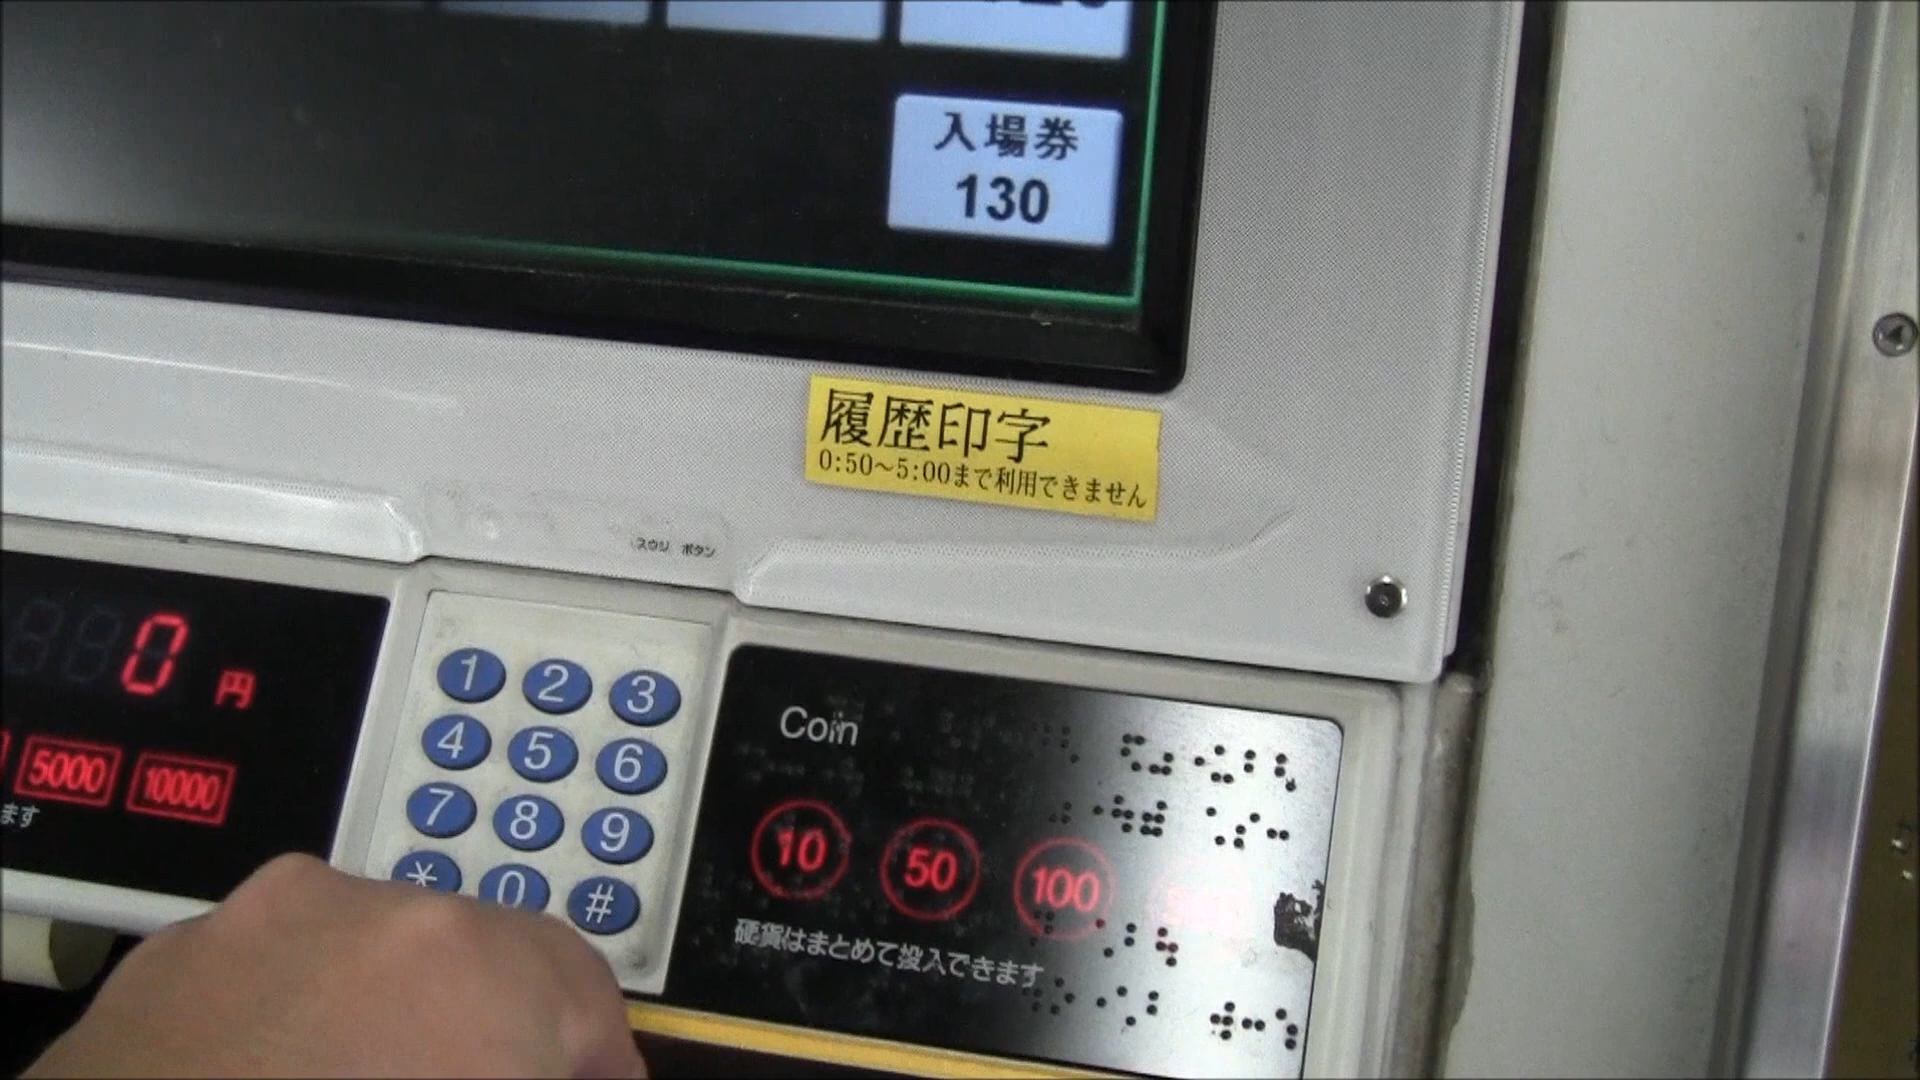 入場券
130
履歴印字
0:50～5:00まで利用できません
スウジ ボタン
0 円
5000 10000
ます
1 2 3
4 5 6
7 8 9
* 0 #
Coin
10 50 100
硬貨はまとめて投入できます